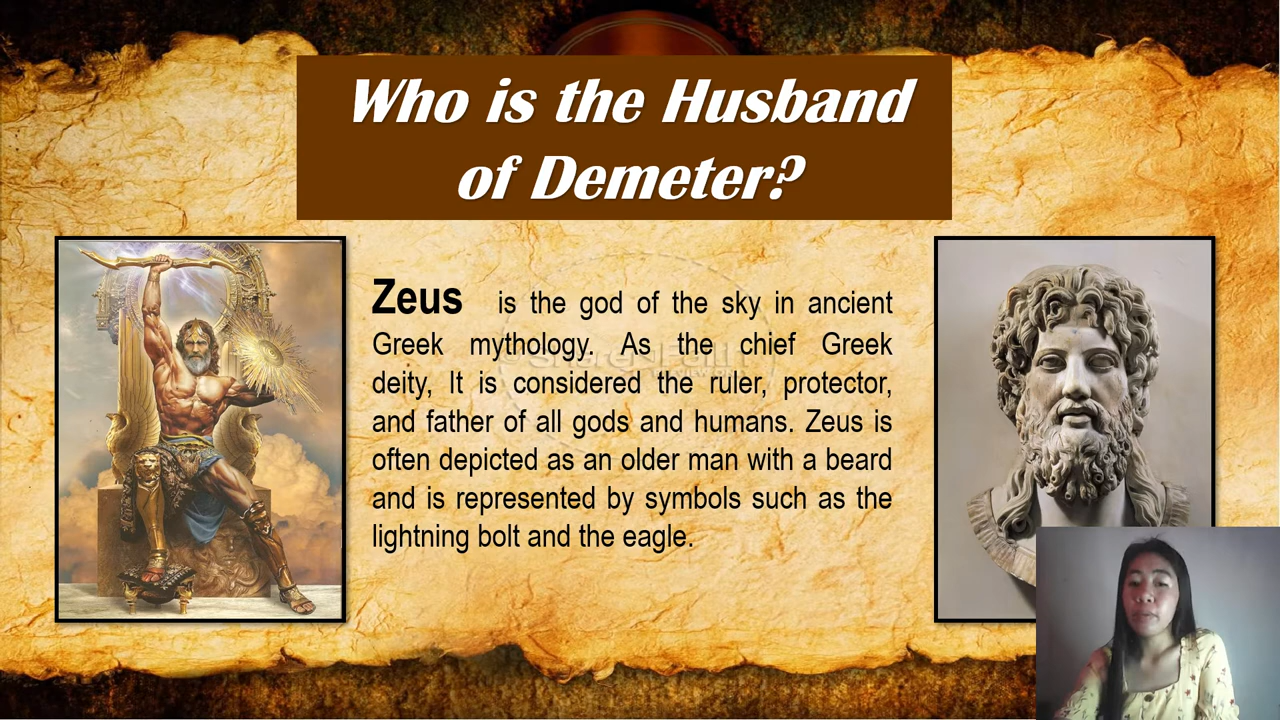 Who is the Husband
of Demeter?
Zeus is the god of the sky in ancient
Greek mythology. As the chief Greek
deity, It is considered the ruler, protector,
and father of all gods and humans. Zeus is
often depicted as an older man with a beard
and is represented by symbols such as the
lightning bolt and the eagle.